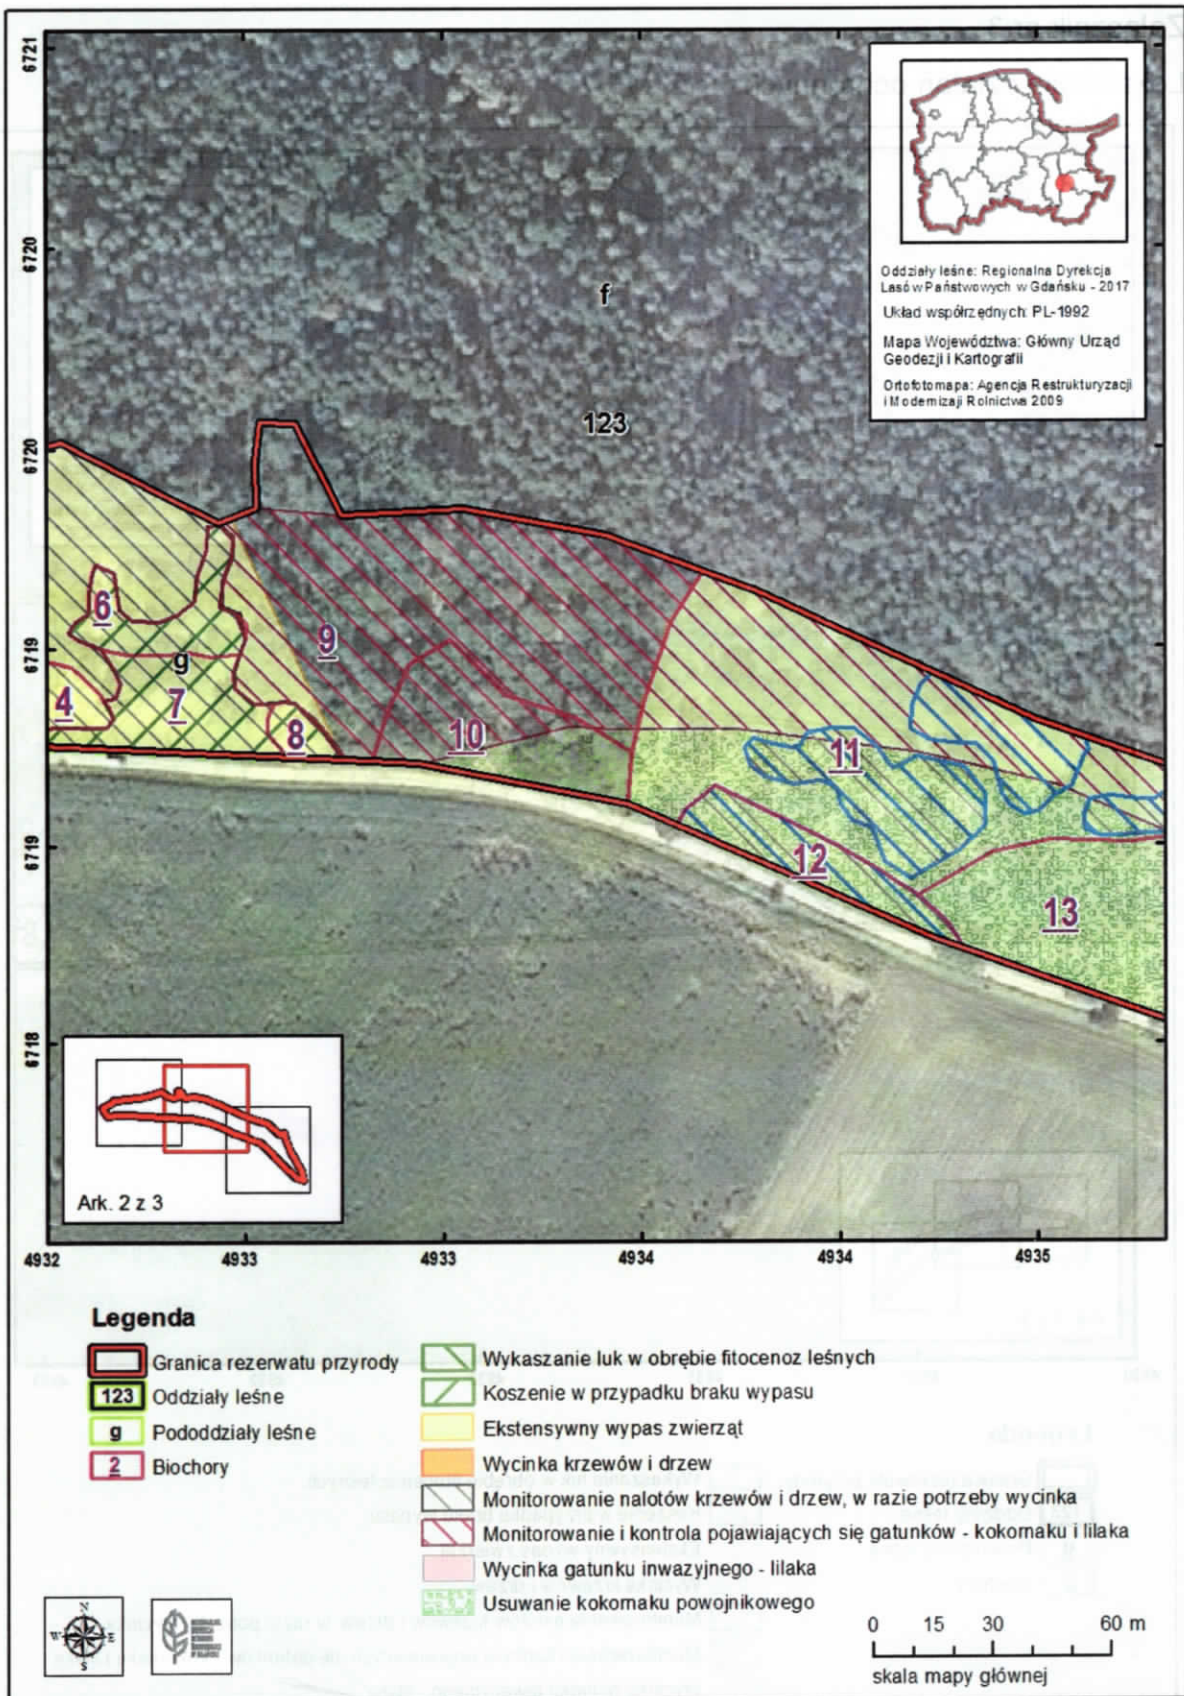 6721
6720
6720
6719
6719
6718
Oddziały leśne: Regionalna Dyrekcja
Lasów Państwowych w Gdańsku - 2017
Układ współrzędnych: PL-1992
Mapa Województwa: Główny Urząd
Geodezji i Kartografii
Ortofotomapa: Agencja Restrukturyzacji
i Modernizaji Rolnictwa 2009
f
123
6
9
g
4
7
8
10
11
12
13
Ark. 2 z 3
4932
4933
4933
4934
4934
4935
Legenda
Granica rezerwatu przyrody
123 Oddziały leśne
g Pododdziały leśne
2 Biochory
Wykaszanie luk w obrębie fitocenoz leśnych
Koszenie w przypadku braku wypasu
Ekstensywny wypas zwierząt
Wycinka krzewów i drzew
Monitorowanie nalotów krzewów i drzew, w razie potrzeby wycinka
Monitorowanie i kontrola pojawiających się gatunków - kokornaku i lilaka
Wycinka gatunku inwazyjnego - lilaka
Usuwanie kokornaku powojnikowego
N
W E
S
0 15 30 60 m
skala mapy głównej